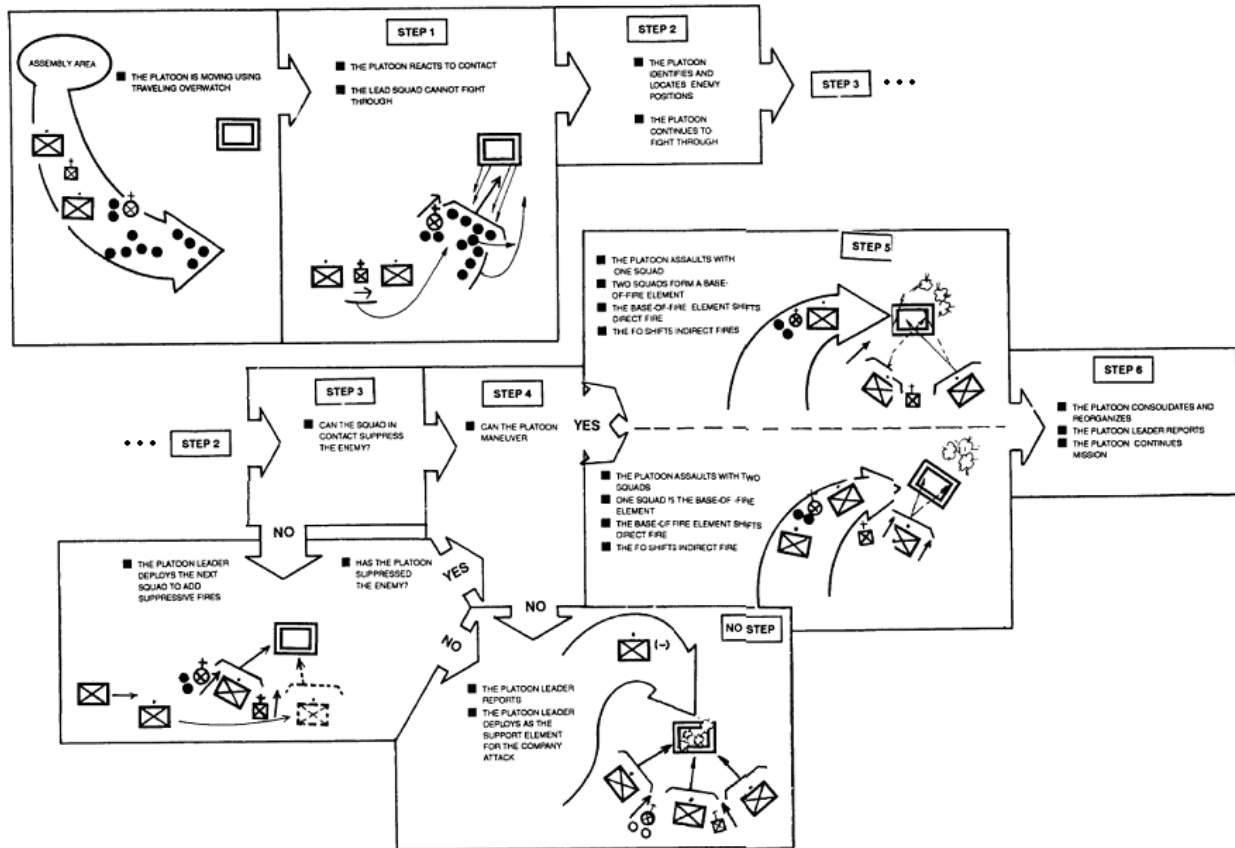 ASSEMBLY AREA
■ THE PLATOON IS MOVING USING
TRAVELING OVERWATCH
STEP 1
■ THE PLATOON REACTS TO CONTACT
■ THE LEAD SQUAD CANNOT FIGHT
THROUGH
STEP 2
■ THE PLATOON
IDENTIFIES AND
LOCATES ENEMY
POSITIONS
■ THE PLATOON
CONTINUES TO
FIGHT THROUGH
STEP 3 • • •
• • • STEP 2
STEP 3
■ CAN THE SQUAD IN
CONTACT SUPPRESS
THE ENEMY?
NO
■ THE PLATOON LEADER
DEPLOYS THE NEXT
SQUAD TO ADD
SUPPRESSIVE FIRES
■ HAS THE PLATOON
SUPPRESSED
THE ENEMY?
YES
NO
STEP 4
■ CAN THE PLATOON
MANEUVER
YES
NO
STEP 5
■ THE PLATOON ASSAULTS WITH
ONE SQUAD
■ TWO SQUADS FORM A BASE-
OF-FIRE ELEMENT
■ THE BASE-OF-FIRE ELEMENT SHIFTS
DIRECT FIRE
■ THE FO SHIFTS INDIRECT FIRES
■ THE PLATOON ASSAULTS WITH TWO
SQUADS
■ ONE SQUAD IS THE BASE-OF-FIRE
ELEMENT
■ THE BASE-OF FIRE ELEMENT SHIFTS
DIRECT FIRE
■ THE FO SHIFTS INDIRECT FIRE
NO STEP
(-)
■ THE PLATOON LEADER
REPORTS
■ THE PLATOON LEADER
DEPLOYS AS THE
SUPPORT ELEMENT
FOR THE COMPANY
ATTACK
STEP 6
■ THE PLATOON CONSOLIDATES AND
REORGANIZES
■ THE PLATOON LEADER REPORTS
■ THE PLATOON CONTINUES
MISSION